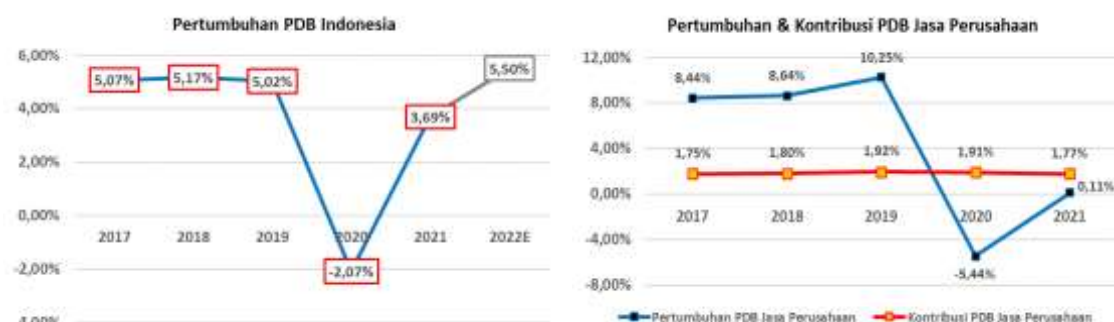 Pertumbuhan PDB Indonesia
6,00%
4,00%
2,00%
0,00%
-2,00%
-4,00%
5,07%
5,17%
5,02%
-2,07%
3,69%
5,50%
2017 2018 2019 2020 2021 2022E
Pertumbuhan & Kontribusi PDB Jasa Perusahaan
12,00%
8,00%
4,00%
0,00%
-4,00%
-8,00%
8,44% 8,64% 10,25%
-5,44%
0,11%
1,75% 1,80% 1,92% 1,91% 1,77%
2017 2018 2019 2020 2021
Pertumbuhan PDB Jasa Perusahaan Kontribusi PDB Jasa Perusahaan